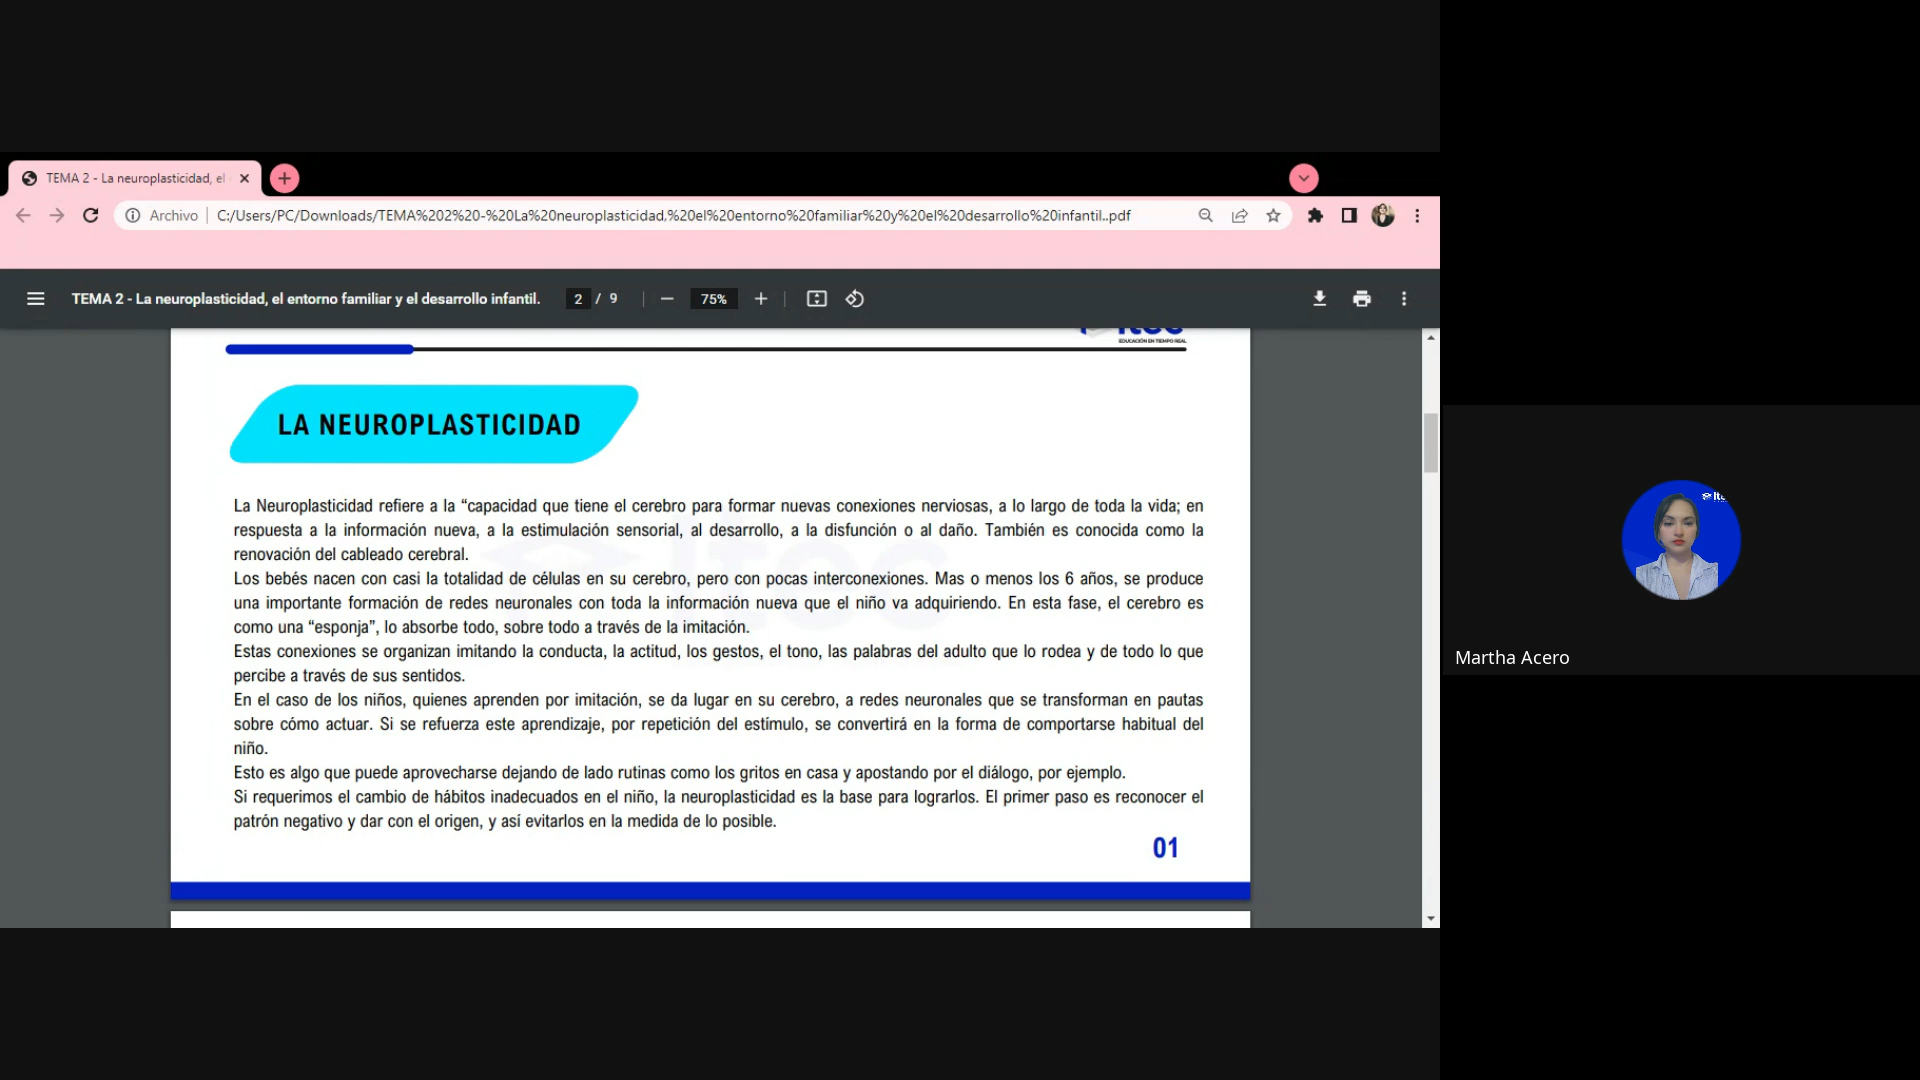 TEMA 2 - La neuroplasticidad, el
Archivo
C:/Users/PC/Downloads/TEMA%202%20-%20La%20neuroplasticidad,%20el%20entorno%20familiar%20y%20el%20desarrollo%20infantil..pdf
TEMA 2 - La neuroplasticidad, el entorno familiar y el desarrollo infantil.
2 / 9
75%
itec
EDUCACIÓN EN TIEMPO REAL
LA NEUROPLASTICIDAD
La Neuroplasticidad refiere a la “capacidad que tiene el cerebro para formar nuevas conexiones nerviosas, a lo largo de toda la vida; en
respuesta a la información nueva, a la estimulación sensorial, al desarrollo, a la disfunción o al daño. También es conocida como la
renovación del cableado cerebral.
Los bebés nacen con casi la totalidad de células en su cerebro, pero con pocas interconexiones. Mas o menos los 6 años, se produce
una importante formación de redes neuronales con toda la información nueva que el niño va adquiriendo. En esta fase, el cerebro es
como una “esponja”, lo absorbe todo, sobre todo a través de la imitación.
Estas conexiones se organizan imitando la conducta, la actitud, los gestos, el tono, las palabras del adulto que lo rodea y de todo lo que
percibe a través de sus sentidos.
En el caso de los niños, quienes aprenden por imitación, se da lugar en su cerebro, a redes neuronales que se transforman en pautas
sobre cómo actuar. Si se refuerza este aprendizaje, por repetición del estímulo, se convertirá en la forma de comportarse habitual del
niño.
Esto es algo que puede aprovecharse dejando de lado rutinas como los gritos en casa y apostando por el diálogo, por ejemplo.
Si requerimos el cambio de hábitos inadecuados en el niño, la neuroplasticidad es la base para lograrlos. El primer paso es reconocer el
patrón negativo y dar con el origen, y así evitarlos en la medida de lo posible.
01
Martha Acero